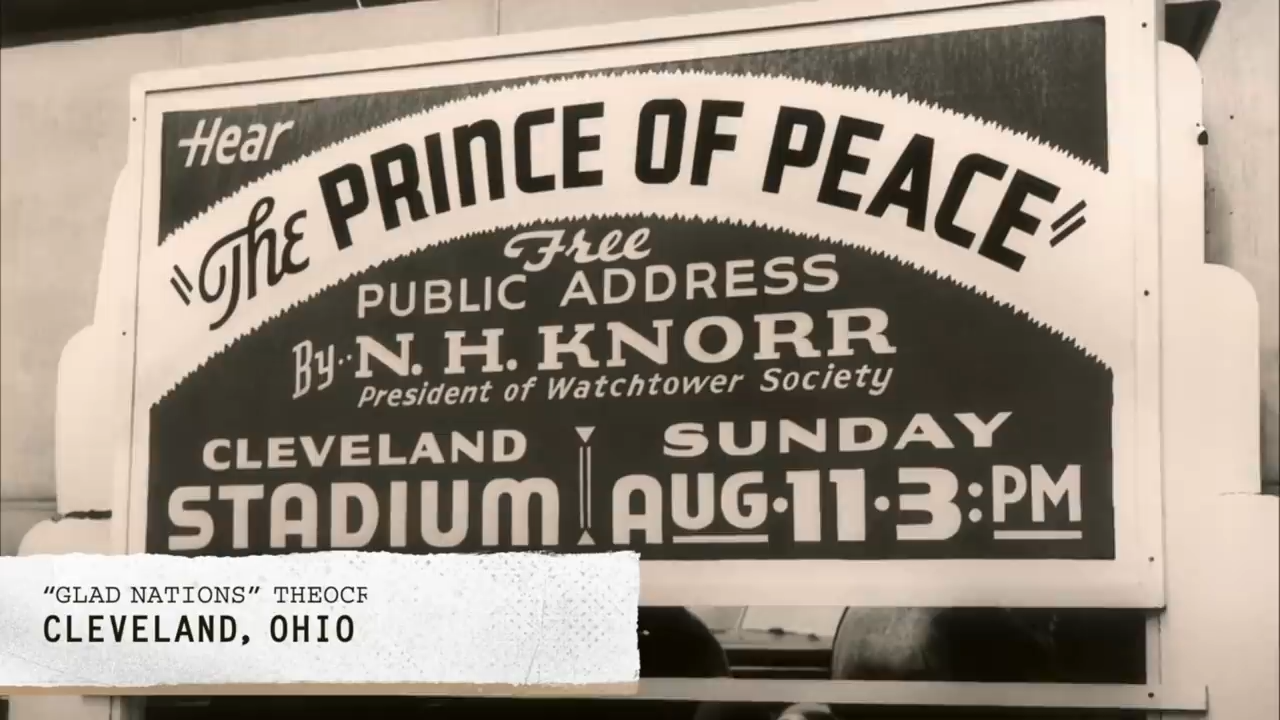 Hear
"The PRINCE OF PEACE"
Free
PUBLIC ADDRESS
By·· N. H. KNORR
President of Watchtower Society
CLEVELAND
STADIUM
SUNDAY
AUG·11·3:PM
"GLAD NATIONS"
CLEVELAND, OHIO